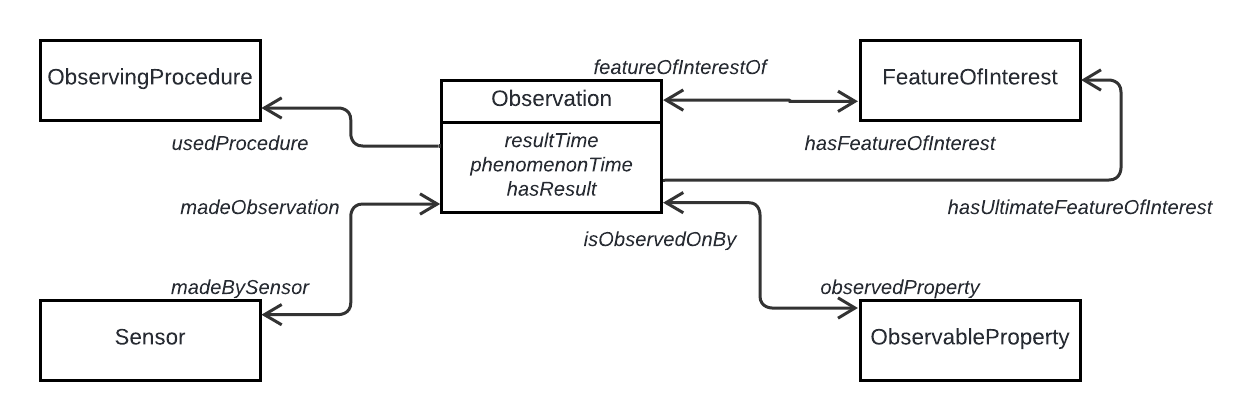 ObservingProcedure
featureOfInterestOf
FeatureOfInterest
Observation
usedProcedure
resultTime
phenomenonTime
hasResult
hasFeatureOfInterest
madeObservation
hasUltimateFeatureOfInterest
isObservedOnBy
madeBySensor
observedProperty
Sensor
ObservableProperty